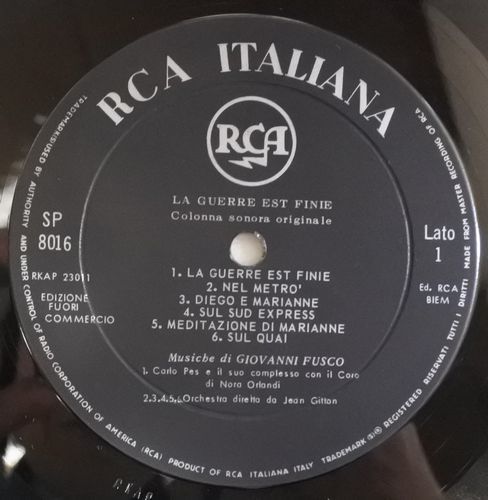 RCA ITALIANA
TRADEMARK(S)USED BY AUTHORITY AND UNDER CONTROL OF RADIO CORPORATION OF AMERICA (RCA) PRODUCT OF RCA ITALIANA ITALY TRADEMARK(S)® REGISTERED RISERVATI TUTTI I DIRITTI MADE FROM MASTER RECORDING OF RCA
RCA
LA GUERRE EST FINIE
Colonna sonora originale
SP
8016
Lato
1
RKAP 23011
EDIZIONE
FUORI
COMMERCIO
Ed. RCA
BIEM
1. LA GUERRE EST FINIE
2. NEL METRO'
3. DIEGO E MARIANNE
4. SUL SUD EXPRESS
5. MEDITAZIONE DI MARIANNE
6. SUL QUAI
Musiche di GIOVANNI FUSCO
1. Carlo Pes e il suo complesso con il Coro
di Nora Orlandi
2.3.4.5.6.Orchestra diretta da Jean Gitton